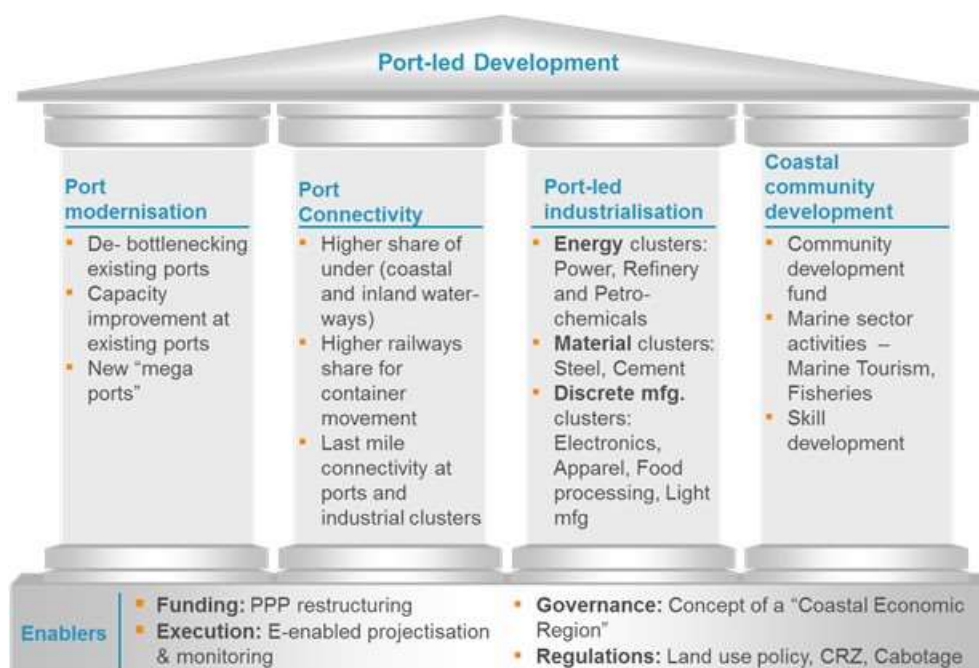 Port-led Development
Port
modernisation
- De- bottlenecking
existing ports
- Capacity
improvement at
existing ports
- New “mega
ports”
Port
Connectivity
- Higher share of
under (coastal
and inland water-
ways)
- Higher railways
share for
container
movement
- Last mile
connectivity at
ports and
industrial clusters
Port-led
industrialisation
- Energy clusters:
Power, Refinery
and Petro-
chemicals
- Material clusters:
Steel, Cement
- Discrete mfg.
clusters:
Electronics,
Apparel, Food
processing, Light
mfg
Coastal
community
development
- Community
development
fund
- Marine sector
activities –
Marine Tourism,
Fisheries
- Skill
development
Enablers
- Funding: PPP restructuring
- Execution: E-enabled projectisation
& monitoring
- Governance: Concept of a “Coastal Economic
Region”
- Regulations: Land use policy, CRZ, Cabotage